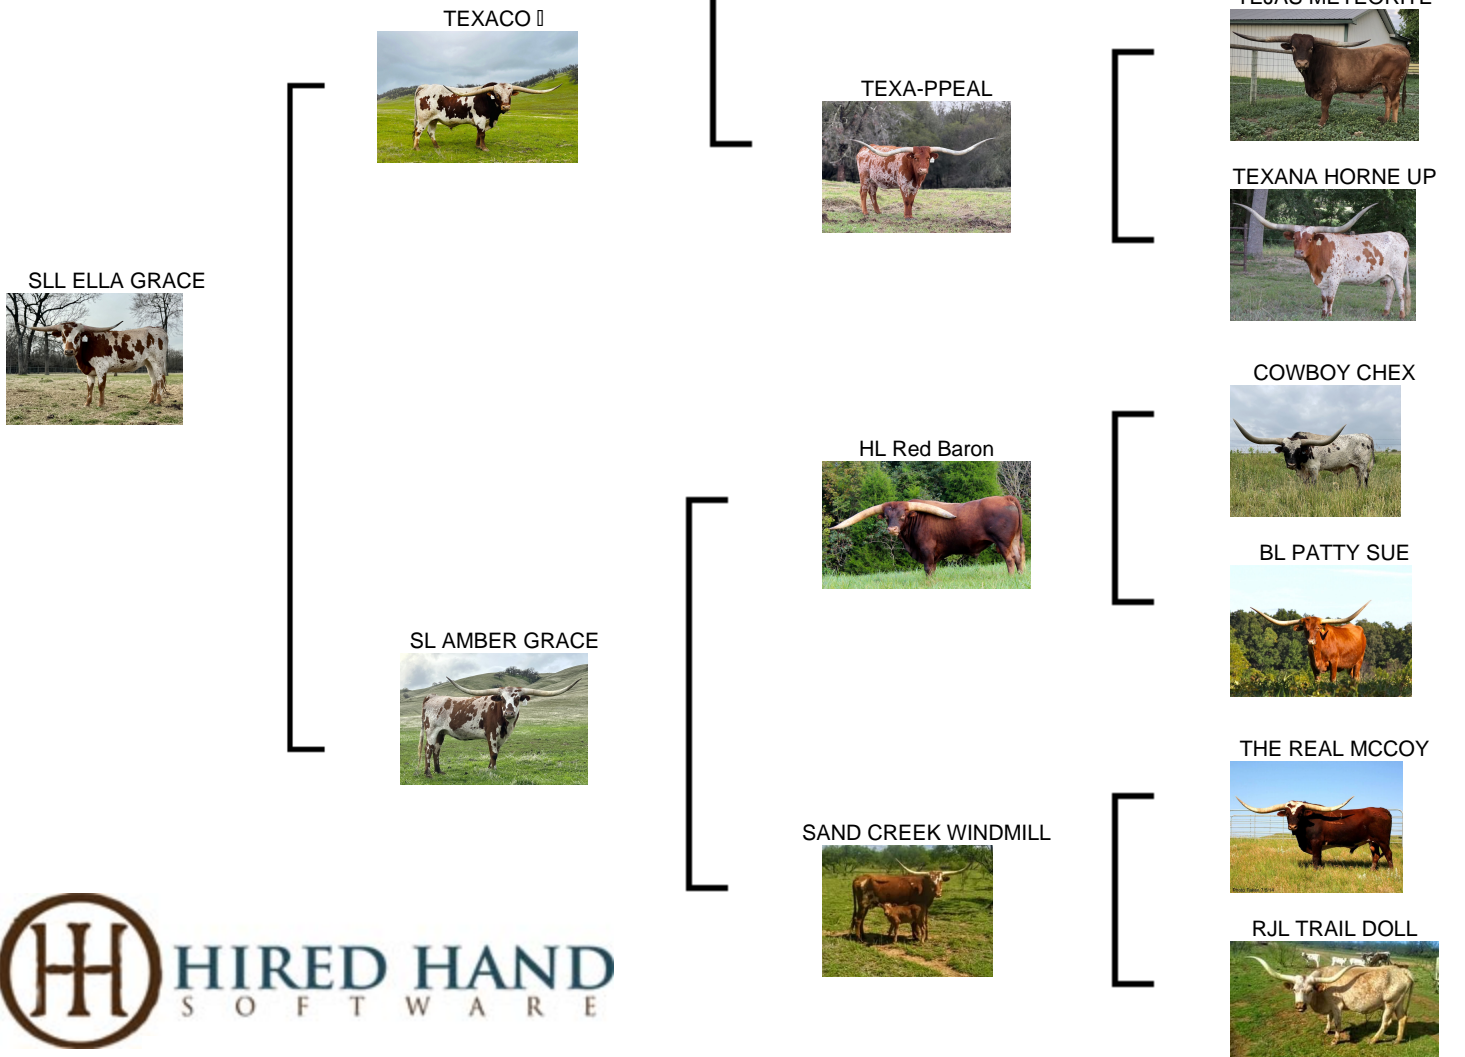 TEXACO
TEXA-PPEAL
TEXANA HORNE UP
SLL ELLA GRACE
COWBOY CHEX
HL Red Baron
BL PATTY SUE
SL AMBER GRACE
THE REAL MCCOY
SAND CREEK WINDMILL
RJL TRAIL DOLL
HIRED HAND
SOFTWARE